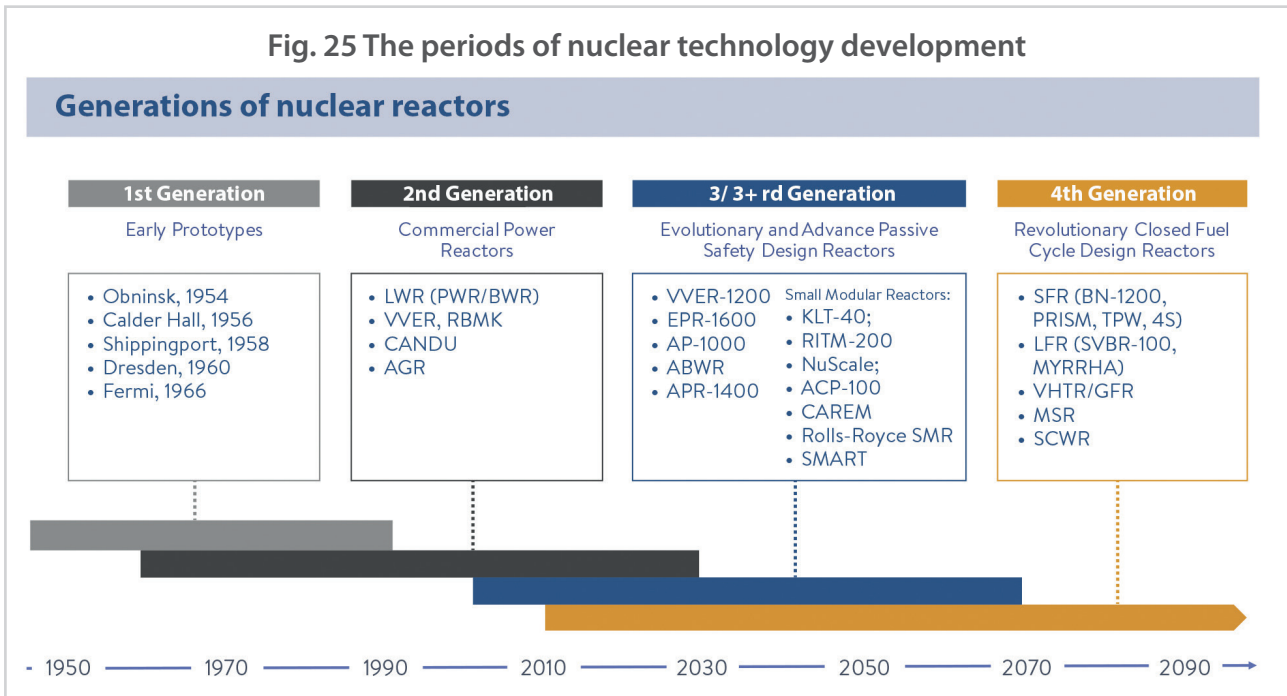 Fig. 25 The periods of nuclear technology development
Generations of nuclear reactors
1st Generation
Early Prototypes
• Obninsk, 1954
• Calder Hall, 1956
• Shippingport, 1958
• Dresden, 1960
• Fermi, 1966
2nd Generation
Commercial Power
Reactors
• LWR (PWR/BWR)
• VVER, RBMK
• CANDU
• AGR
3/ 3+ rd Generation
Evolutionary and Advance Passive
Safety Design Reactors
• VVER-1200
• EPR-1600
• AP-1000
• ABWR
• APR-1400
Small Modular Reactors:
• KLT-40;
• RITM-200
• NuScale;
• ACP-100
• CAREM
• Rolls-Royce SMR
• SMART
4th Generation
Revolutionary Closed Fuel
Cycle Design Reactors
• SFR (BN-1200,
PRISM, TPW, 4S)
• LFR (SVBR-100,
MYRRHA)
• VHTR/GFR
• MSR
• SCWR
1950 1970 1990 2010 2030 2050 2070 2090